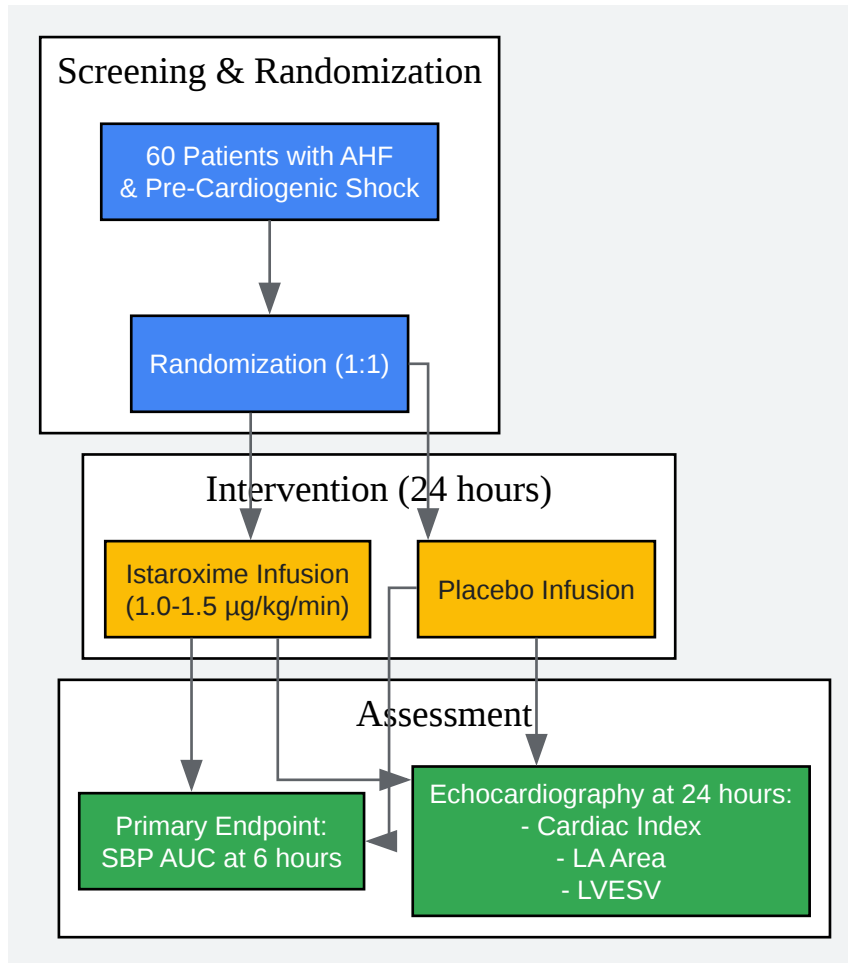 Screening & Randomization
60 Patients with AHF
& Pre-Cardiogenic Shock
Randomization (1:1)
Intervention (24 hours)
Istaroxime Infusion
(1.0-1.5 µg/kg/min)
Placebo Infusion
Assessment
Primary Endpoint:
SBP AUC at 6 hours
Echocardiography at 24 hours:
- Cardiac Index
- LA Area
- LVESV